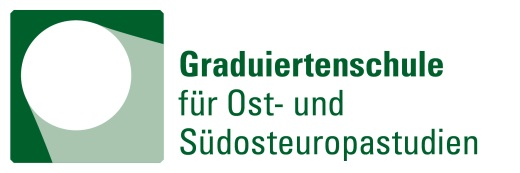 Graduiertenschule
für Ost- und
Südosteuropastudien